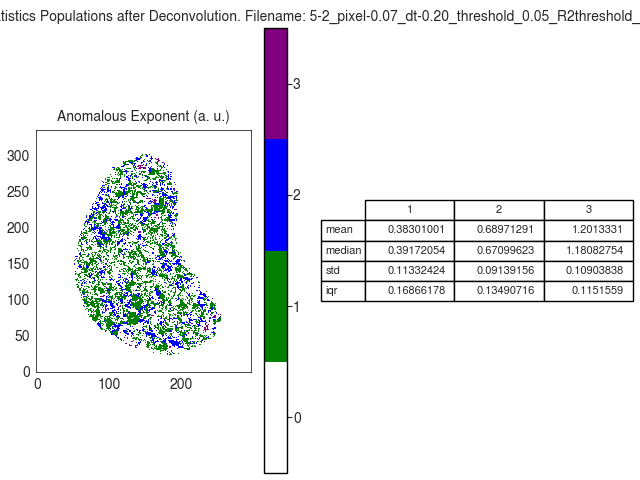 tistics Populations after Deconvolution. Filename: 5-2_pixel-0.07_dt-0.20_threshold_0.05_R2threshold_
Anomalous Exponent (a. u.)
300
250
200
150
100
50
0
0 100 200
3
2
1
0
1 2 3
mean 0.38301001 0.68971291 1.2013331
median 0.39172054 0.67099623 1.18082754
std 0.11332424 0.09139156 0.10903838
iqr 0.16866178 0.13490716 0.1151559